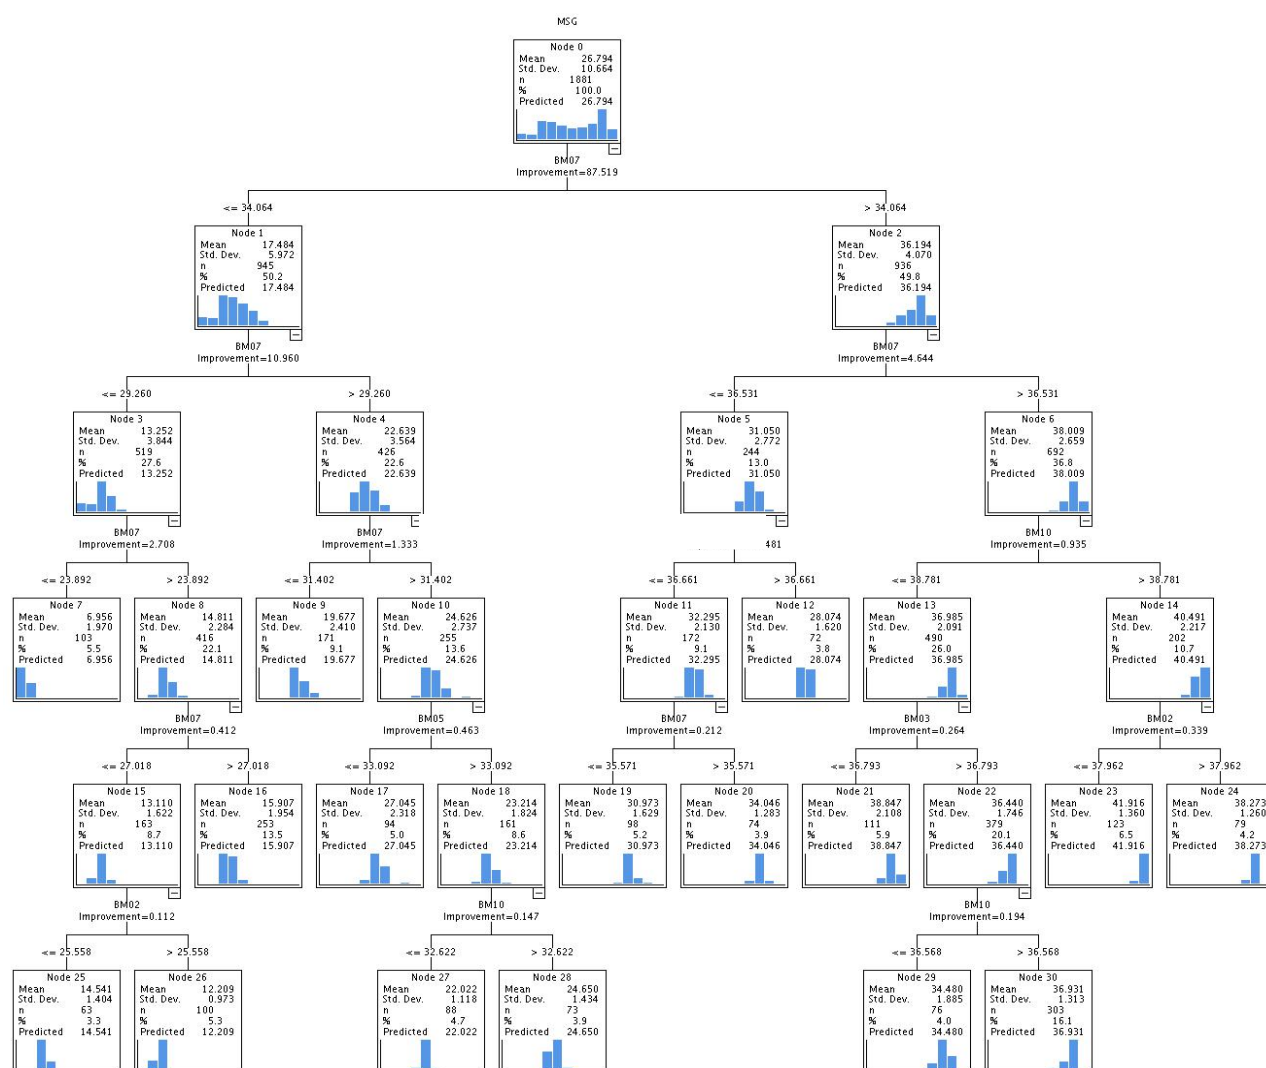 MSG
Node 0
Mean 26.794
Std. Dev. 10.664
n 1881
% 100.0
Predicted 26.794
BM07
Improvement=87.519
<= 34.064
> 34.064
Node 1
Mean 17.484
Std. Dev. 5.972
n 945
% 50.2
Predicted 17.484
Node 2
Mean 36.194
Std. Dev. 4.070
n 936
% 49.8
Predicted 36.194
BM07
Improvement=10.960
BM07
Improvement=4.644
<= 29.260
> 29.260
<= 36.531
> 36.531
Node 3
Mean 13.252
Std. Dev. 3.844
n 519
% 27.6
Predicted 13.252
Node 4
Mean 22.639
Std. Dev. 3.564
n 426
% 22.6
Predicted 22.639
Node 5
Mean 31.050
Std. Dev. 2.772
n 244
% 13.0
Predicted 31.050
Node 6
Mean 38.009
Std. Dev. 2.659
n 692
% 36.8
Predicted 38.009
BM07
Improvement=2.708
BM07
Improvement=1.333
481
BM10
Improvement=0.935
<= 23.892
> 23.892
<= 31.402
> 31.402
<= 36.661
> 36.661
<= 38.781
> 38.781
Node 7
Mean 6.956
Std. Dev. 1.970
n 103
% 5.5
Predicted 6.956
Node 8
Mean 14.811
Std. Dev. 2.284
n 416
% 22.1
Predicted 14.811
Node 9
Mean 19.677
Std. Dev. 2.410
n 171
% 9.1
Predicted 19.677
Node 10
Mean 24.626
Std. Dev. 2.737
n 255
% 13.6
Predicted 24.626
Node 11
Mean 32.295
Std. Dev. 2.130
n 172
% 9.1
Predicted 32.295
Node 12
Mean 28.074
Std. Dev. 1.620
n 72
% 3.8
Predicted 28.074
Node 13
Mean 36.985
Std. Dev. 2.091
n 490
% 26.0
Predicted 36.985
Node 14
Mean 40.491
Std. Dev. 2.217
n 202
% 10.7
Predicted 40.491
BM07
Improvement=0.412
BM05
Improvement=0.463
BM07
Improvement=0.212
BM03
Improvement=0.264
BM02
Improvement=0.339
<= 27.018
> 27.018
<= 33.092
> 33.092
<= 35.571
> 35.571
<= 36.793
> 36.793
<= 37.962
> 37.962
Node 15
Mean 13.110
Std. Dev. 1.622
n 163
% 8.7
Predicted 13.110
Node 16
Mean 15.907
Std. Dev. 1.954
n 253
% 13.5
Predicted 15.907
Node 17
Mean 27.045
Std. Dev. 2.318
n 94
% 5.0
Predicted 27.045
Node 18
Mean 23.214
Std. Dev. 1.824
n 161
% 8.6
Predicted 23.214
Node 19
Mean 30.973
Std. Dev. 1.629
n 98
% 5.2
Predicted 30.973
Node 20
Mean 34.046
Std. Dev. 1.283
n 74
% 3.9
Predicted 34.046
Node 21
Mean 38.847
Std. Dev. 2.108
n 111
% 5.9
Predicted 38.847
Node 22
Mean 36.440
Std. Dev. 1.746
n 379
% 20.1
Predicted 36.440
Node 23
Mean 41.916
Std. Dev. 1.360
n 123
% 6.5
Predicted 41.916
Node 24
Mean 38.273
Std. Dev. 1.260
n 79
% 4.2
Predicted 38.273
BM02
Improvement=0.112
BM10
Improvement=0.147
BM10
Improvement=0.194
<= 25.558
> 25.558
<= 32.622
> 32.622
<= 36.568
> 36.568
Node 25
Mean 14.541
Std. Dev. 1.404
n 63
% 3.3
Predicted 14.541
Node 26
Mean 12.209
Std. Dev. 0.973
n 100
% 5.3
Predicted 12.209
Node 27
Mean 22.022
Std. Dev. 1.118
n 88
% 4.7
Predicted 22.022
Node 28
Mean 24.650
Std. Dev. 1.434
n 73
% 3.9
Predicted 24.650
Node 29
Mean 34.480
Std. Dev. 1.885
n 76
% 4.0
Predicted 34.480
Node 30
Mean 36.931
Std. Dev. 1.313
n 303
% 16.1
Predicted 36.931